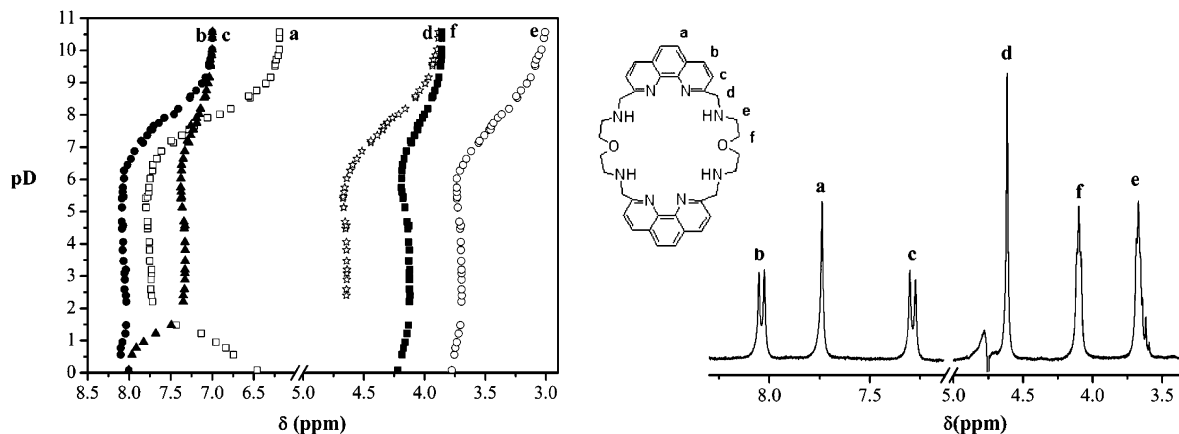 b c a d f e
pD
11
10
9
8
7
6
5
4
3
2
1
0
8.5 8.0 7.5 7.0 6.5 5.0 4.5 4.0 3.5 3.0
δ (ppm)
a
b
c
d
e
f
N N
NH HN
O O
NH HN
N N
b a c d f e
8.0 7.5 5.0 4.5 4.0 3.5
δ(ppm)